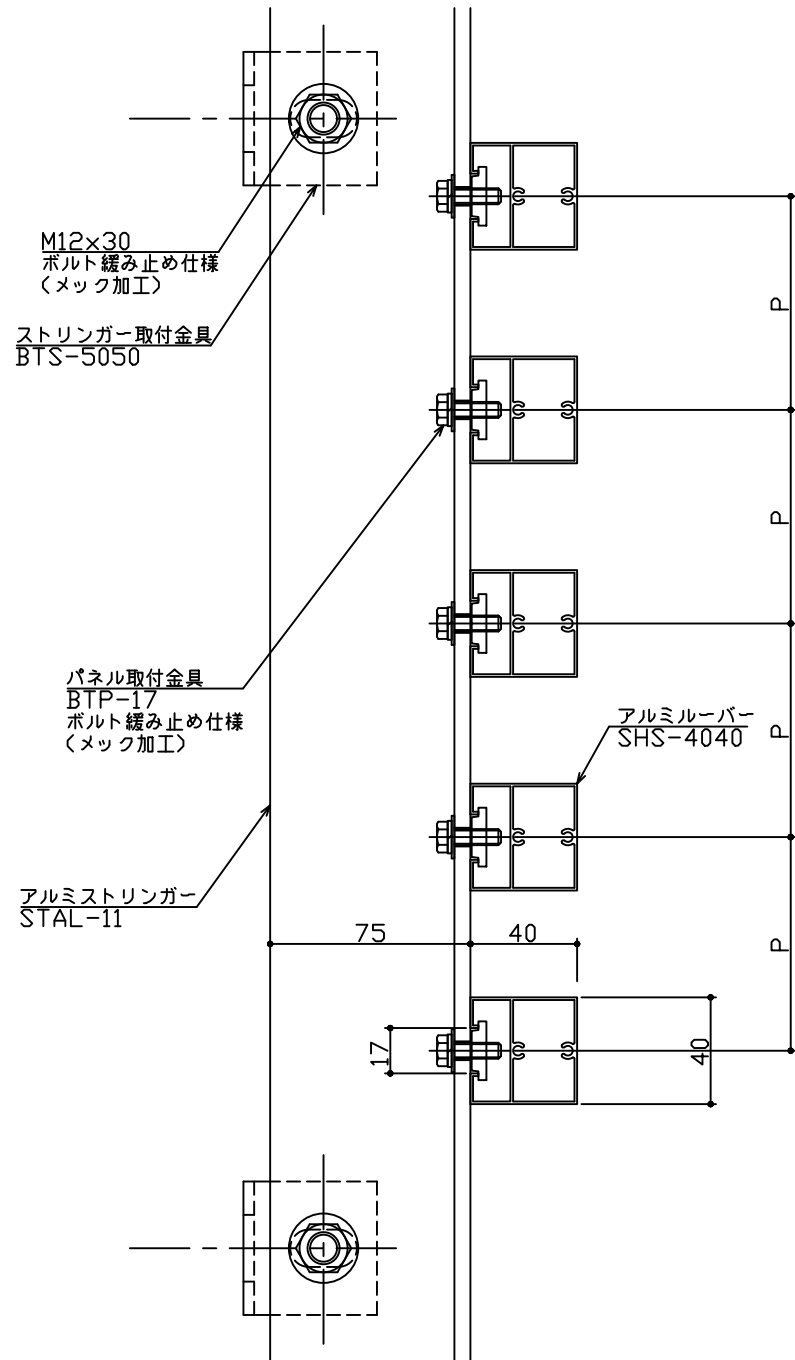 M12×30
ボルト緩み止め仕様
(メック加工)
ストリンガー取付金具
BTS-5050
P
P
パネル取付金具
BTP-17
ボルト緩み止め仕様
(メック加工)
アルミルーバー
SHS-4040
P
アルミストリンガー
STAL-11
75
40
P
17
40